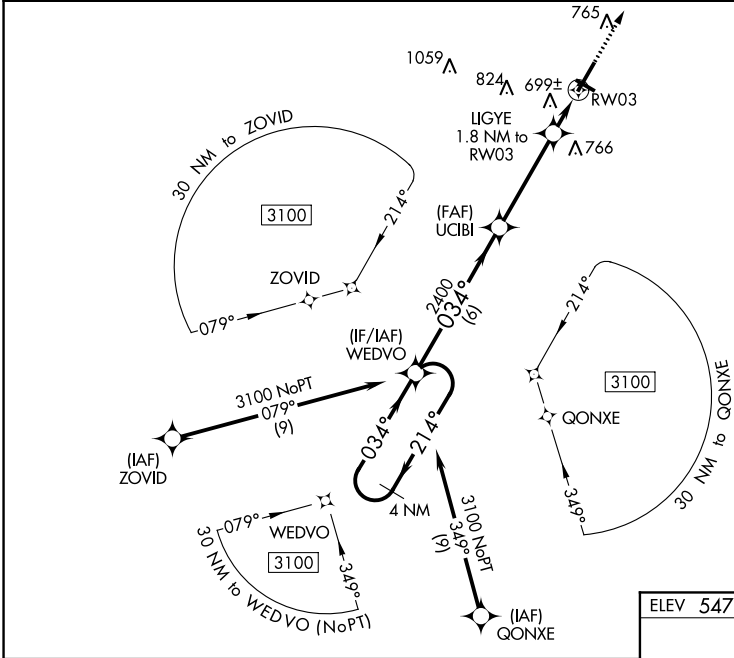 765
1059
824
699±
RW03
LIGYE
1.8 NM to
RW03
766
30 NM to ZOVID
3100
214°
ZOVID
079°
(FAF)
UCIBI
2400
034°
(6)
(IF/IAF)
WEDVO
214°
3100
QONXE
349°
30 NM to QONXE
3100 NoPT
079°
(9)
(IAF)
ZOVID
034°
214°
4 NM
079°
WEDVO
3100
349°
30 NM to WEDVO (NoPT)
3100 NoPT
349°
(9)
(IAF)
QONXE
ELEV 547